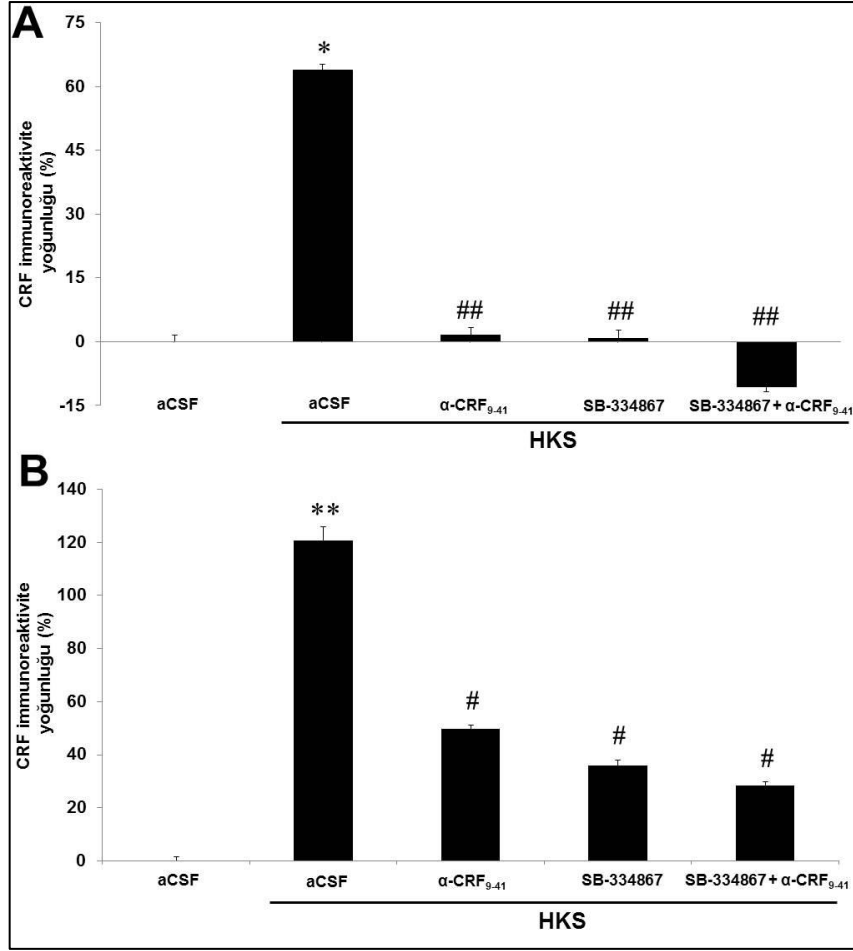 A
CRF immunoreaktivite
yoğunluğu (%)
75
60
45
30
15
0
-15
*
##
##
##
aCSF
aCSF
α-CRF9-41
SB-334867
SB-334867 + α-CRF9-41
HKS
B
CRF immunoreaktivite
yoğunluğu (%)
140
120
100
80
60
40
20
0
**
#
#
#
aCSF
aCSF
α-CRF9-41
SB-334867
SB-334867 + α-CRF9-41
HKS